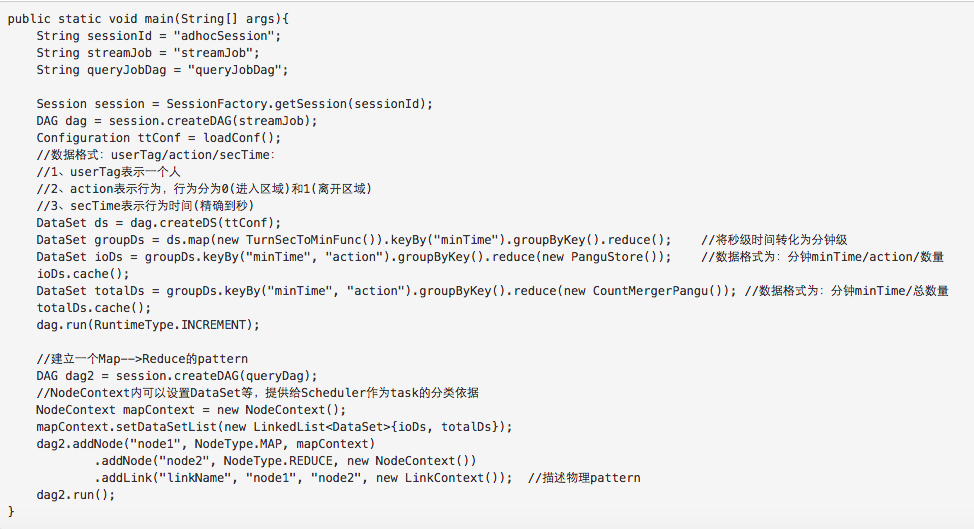 public static void main(String[] args){
    String sessionId = "adhocSession";
    String streamJob = "streamJob";
    String queryJobDag = "queryJobDag";

    Session session = SessionFactory.getSession(sessionId);
    DAG dag = session.createDAG(streamJob);
    Configuration ttConf = loadConf();
    //数据格式：userTag/action/secTime：
    //1、userTag表示一个人
    //2、action表示行为，行为分为0(进入区域)和1(离开区域)
    //3、secTime表示行为时间(精确到秒)
    DataSet ds = dag.createDS(ttConf);
    DataSet groupDs = ds.map(new TurnSecToMinFunc()).keyBy("minTime").groupByKey().reduce();    //将秒级时间转化为分钟级
    DataSet ioDs = groupDs.keyBy("minTime", "action").groupByKey().reduce(new PanguStore());    //数据格式为：分钟minTime/action/数量
    ioDs.cache();
    DataSet totalDs = groupDs.keyBy("minTime", "action").groupByKey().reduce(new CountMergerPangu()); //数据格式为：分钟minTime/总数量
    totalDs.cache();
    dag.run(RuntimeType.INCREMENT);

    //建立一个Map-->Reduce的pattern
    DAG dag2 = session.createDAG(queryDag);
    //NodeContext内可以设置DataSet等，提供给Scheduler作为task的分类依据
    NodeContext mapContext = new NodeContext();
    mapContext.setDataSetList(new LinkedList<DataSet>{ioDs, totalDs});
    dag2.addNode("node1", NodeType.MAP, mapContext)
            .addNode("node2", NodeType.REDUCE, new NodeContext())
            .addLink("linkName", "node1", "node2", new LinkContext());  //描述物理pattern
    dag2.run();
}